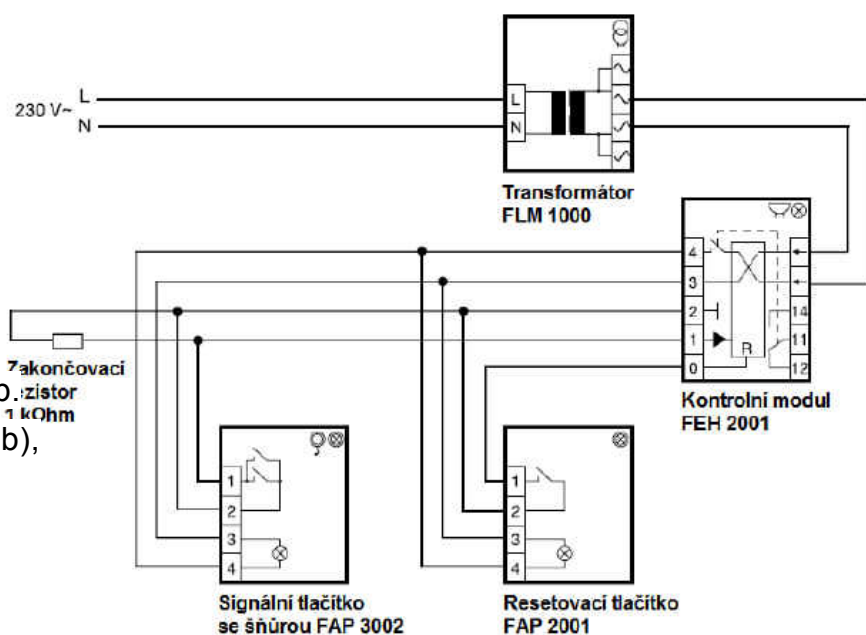 230 V~
L
N
L
N
Transformátor
FLM 1000
4
3
2
1
0
R
14
11
12
Kontrolní modul
FEH 2001
Zakončovací
rezistor
1 kOhm
o.
b),
1
2
3
4
Signální tlačítko
se šňůrou FAP 3002
1
2
3
4
Resetovací tlačítko
FAP 2001